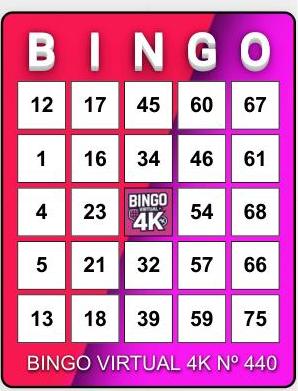 B I N G O
12 17 45 60 67
1 16 34 46 61
4 23 BINGO VIRTUAL 4K 54 68
5 21 32 57 66
13 18 39 59 75
BINGO VIRTUAL 4K Nº 440